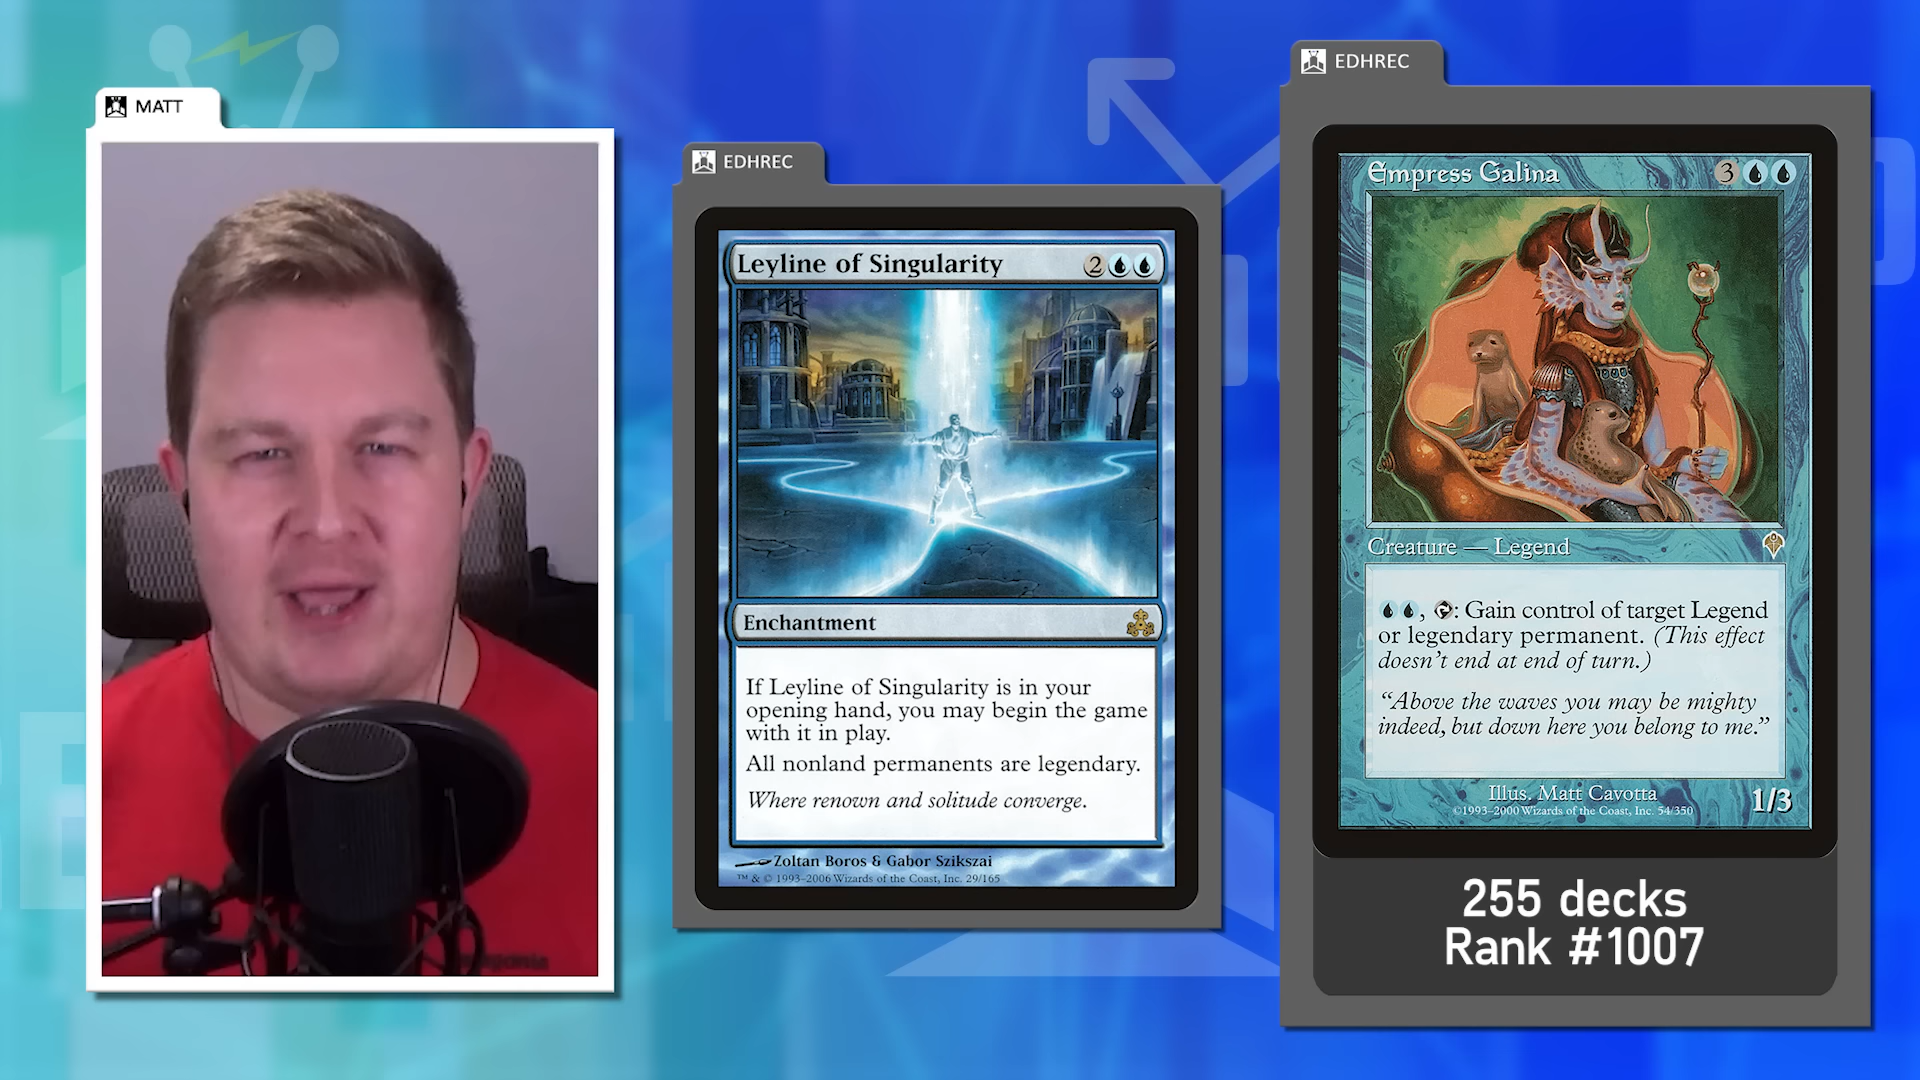 MATT
EDHREC
Leyline of Singularity
2
Enchantment
If Leyline of Singularity is in your
opening hand, you may begin the game
with it in play.
All nonland permanents are legendary.
Where renown and solitude converge.
Zoltan Boros & Gabor Szikszai
™ & © 1993–2006 Wizards of the Coast, Inc. 29/165
EDHREC
Empress Galina
3
Creature — Legend
: Gain control of target Legend
or legendary permanent. (This effect
doesn't end at end of turn.)
“Above the waves you may be mighty
indeed, but down here you belong to me.”
Illus. Matt Cavotta
©1993–2000 Wizards of the Coast, Inc. 54/350
1/3
255 decks
Rank #1007